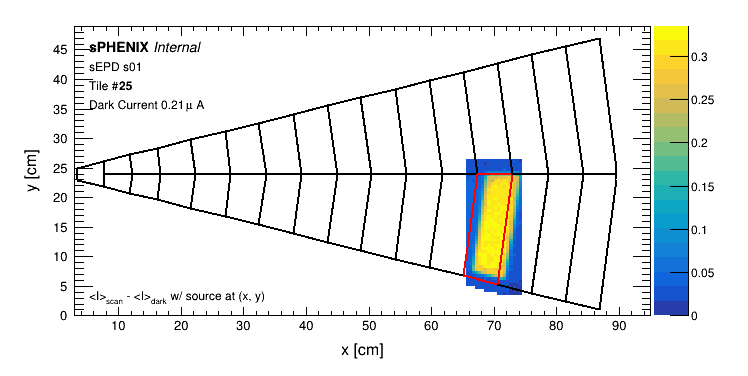 sPHENIX Internal
sEPD s01
Tile #25
Dark Current 0.21 μ A
<I>scan - <I>dark w/ source at (x, y)
y [cm]
45
40
35
30
25
20
15
10
5
0
10 20 30 40 50 60 70 80 90
x [cm]
0.3
0.25
0.2
0.15
0.1
0.05
0